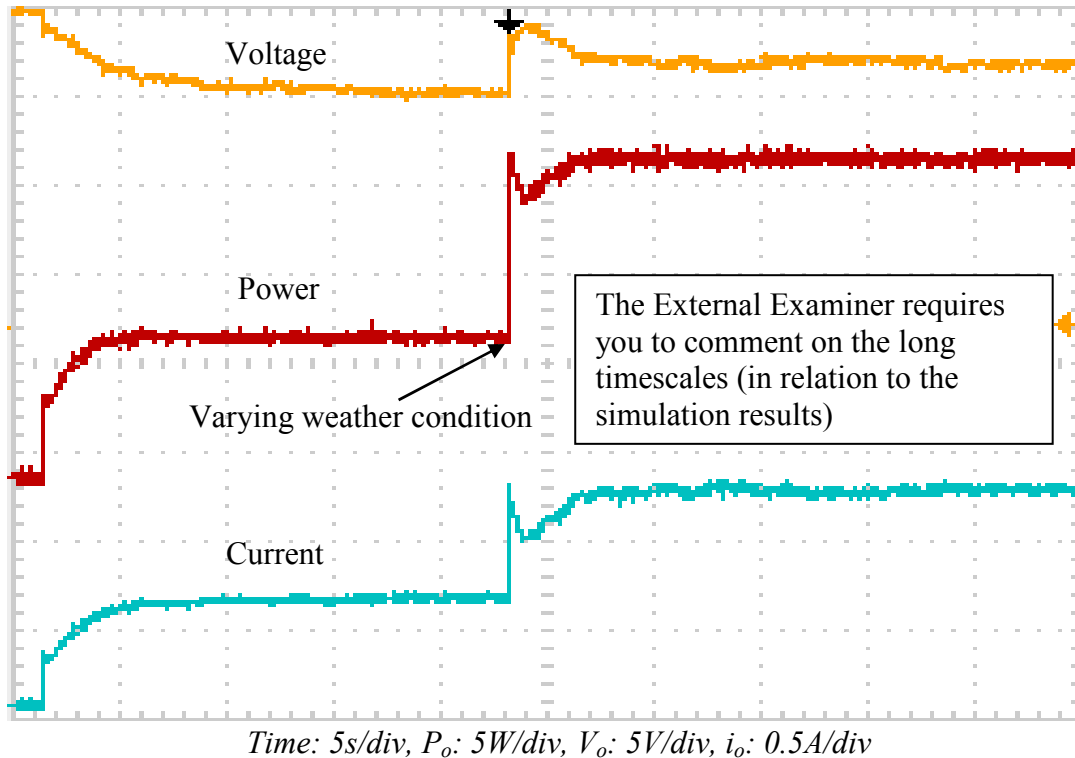 Voltage
Power
The External Examiner requires
you to comment on the long
timescales (in relation to the
simulation results)
Varying weather condition
Current
Time: 5s/div, Po: 5W/div, Vo: 5V/div, io: 0.5A/div